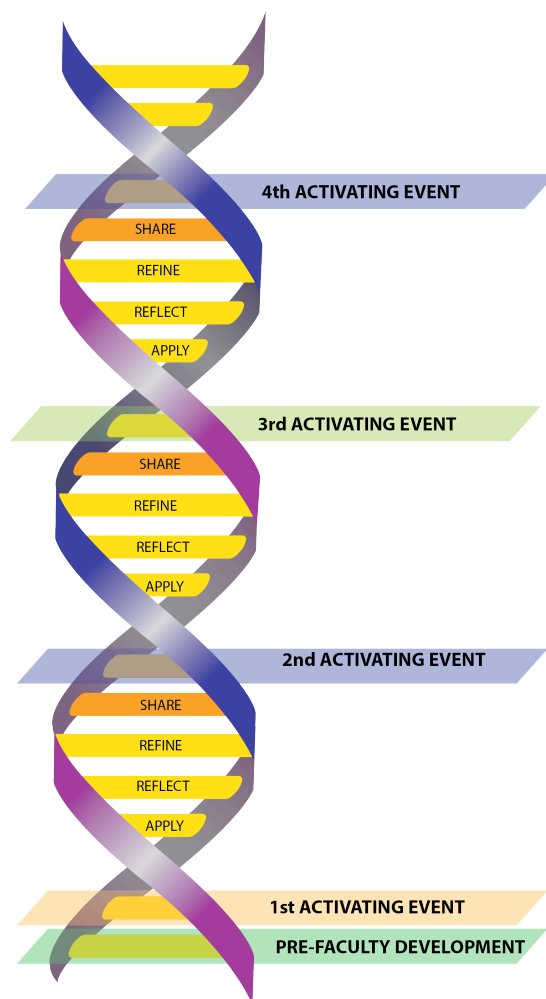 4th ACTIVATING EVENT
SHARE
REFINE
REFLECT
APPLY
3rd ACTIVATING EVENT
SHARE
REFINE
REFLECT
APPLY
2nd ACTIVATING EVENT
SHARE
REFINE
REFLECT
APPLY
1st ACTIVATING EVENT
PRE-FACULTY DEVELOPMENT